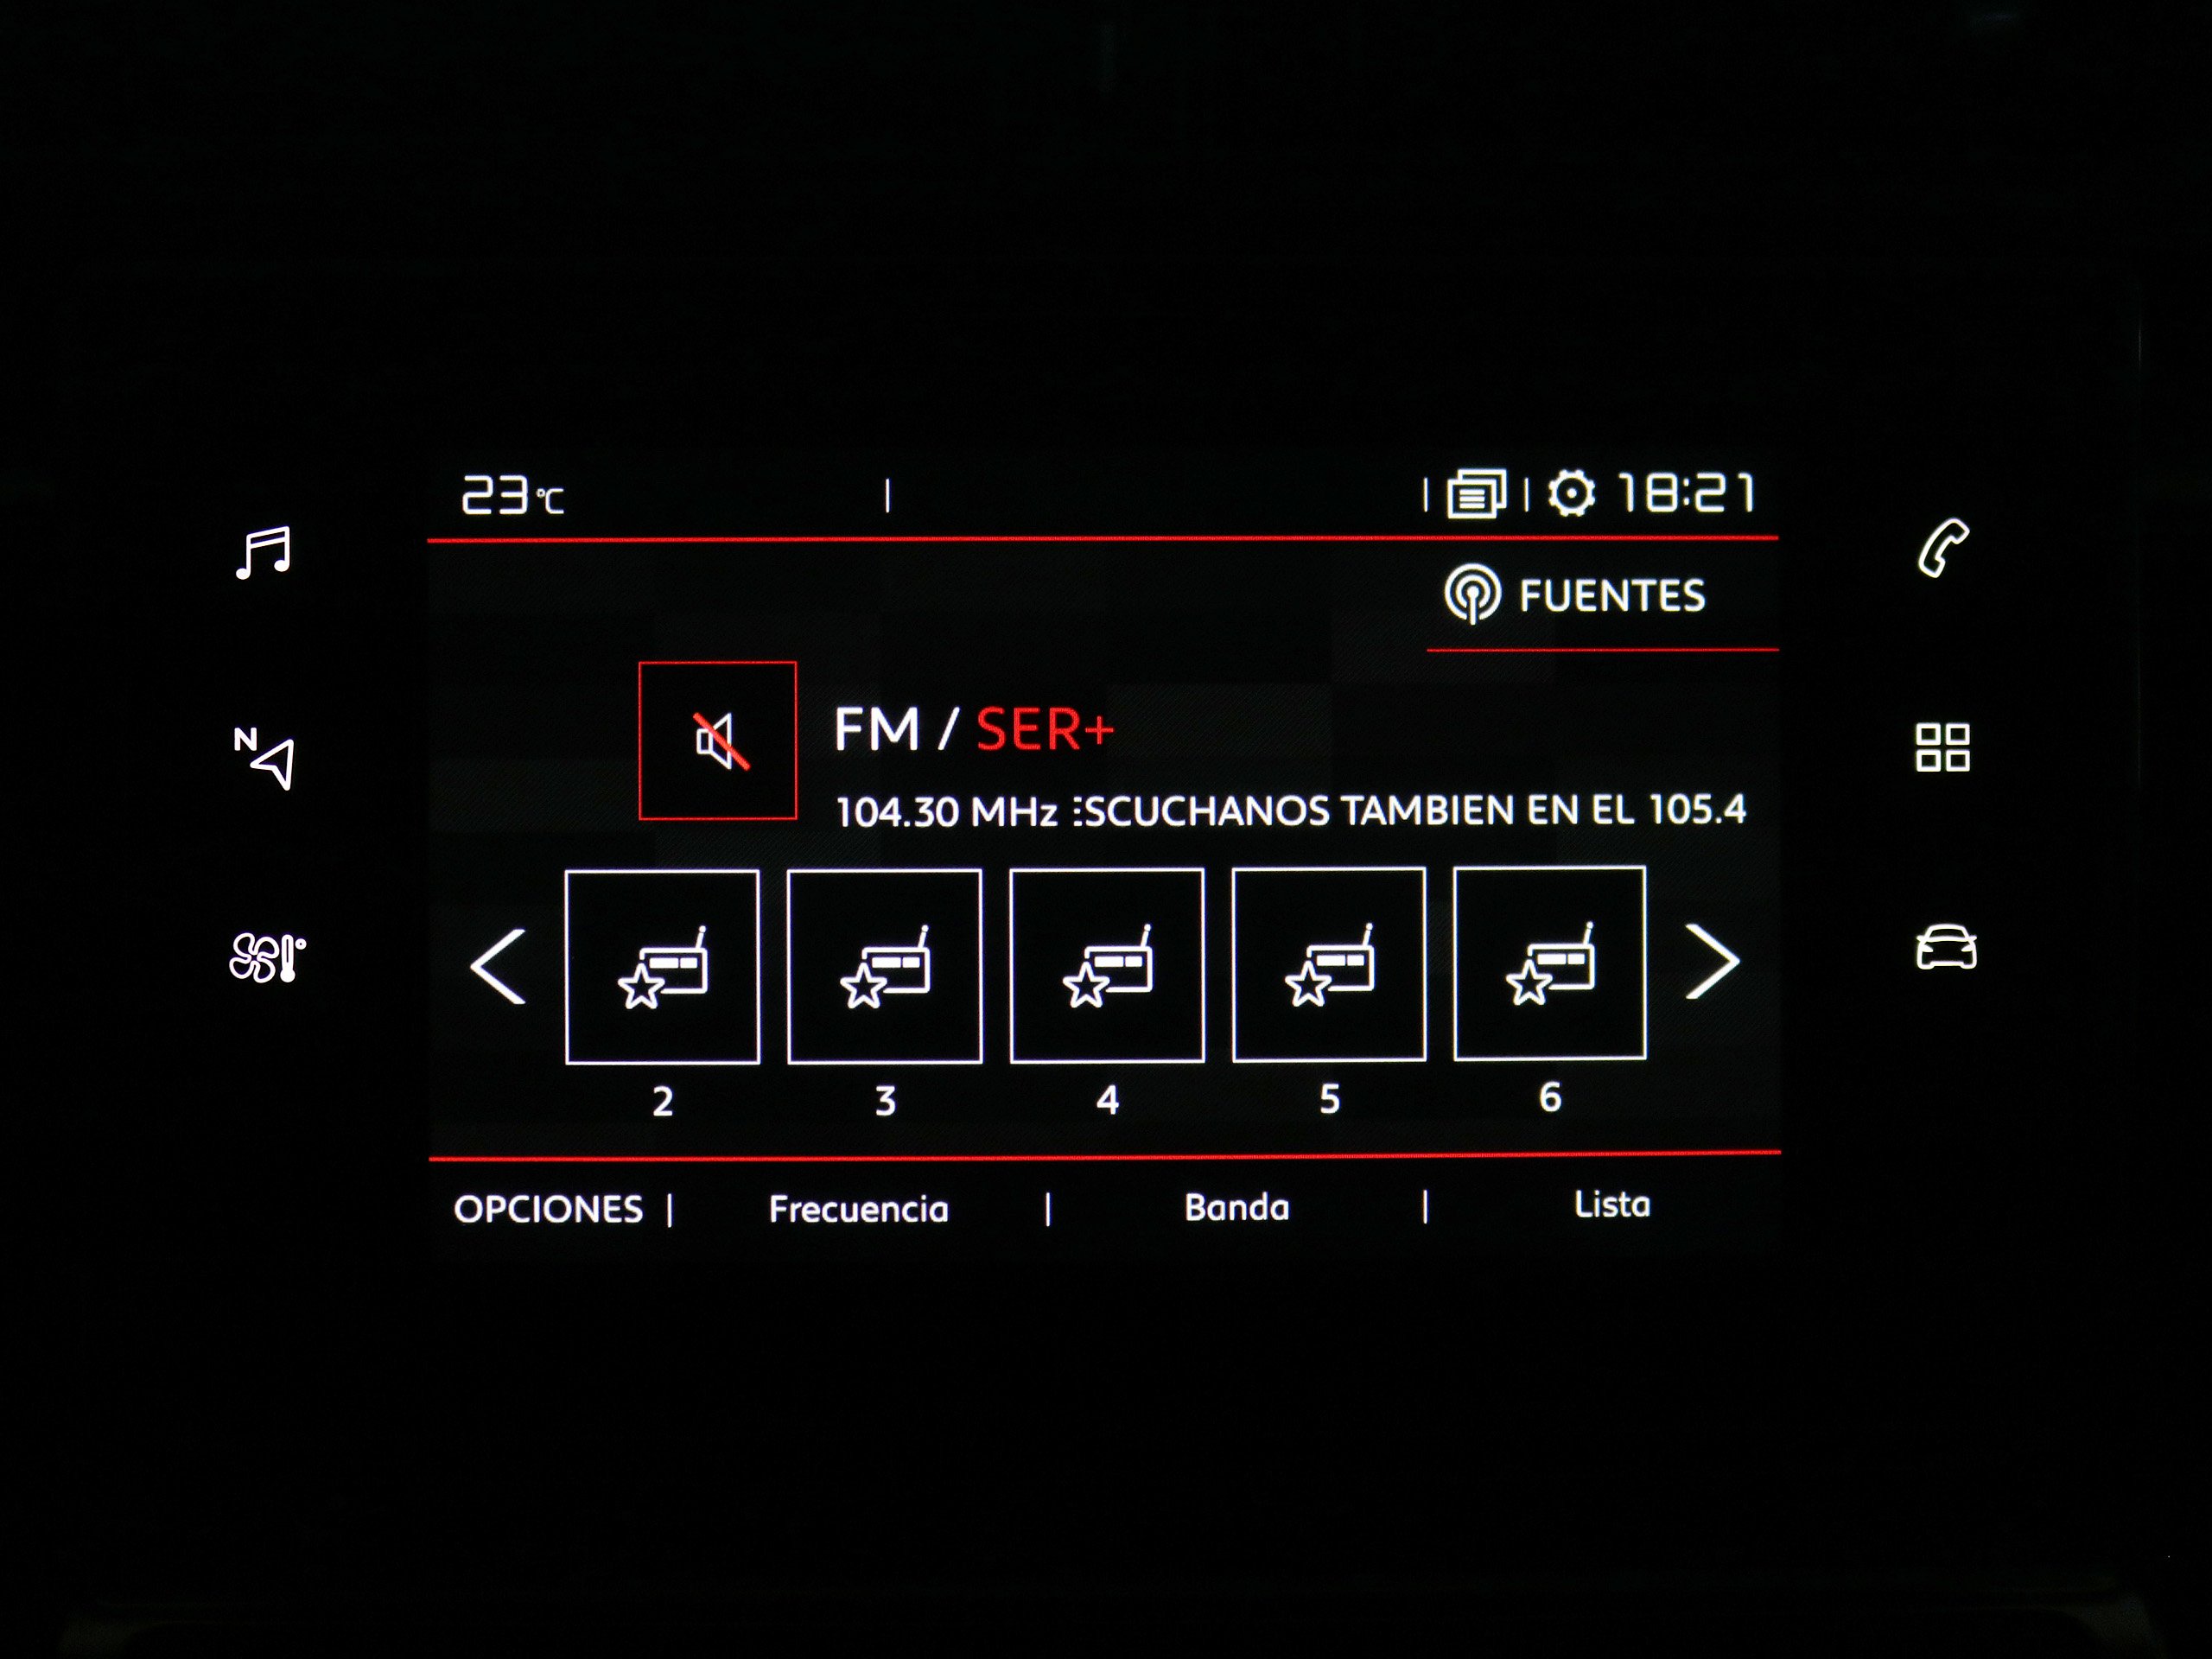 23 °C
18:21
FUENTES
FM / SER+
104.30 MHz ESCUCHANOS TAMBIEN EN EL 105.4
N
2 3 4 5 6
OPCIONES | Frecuencia | Banda | Lista